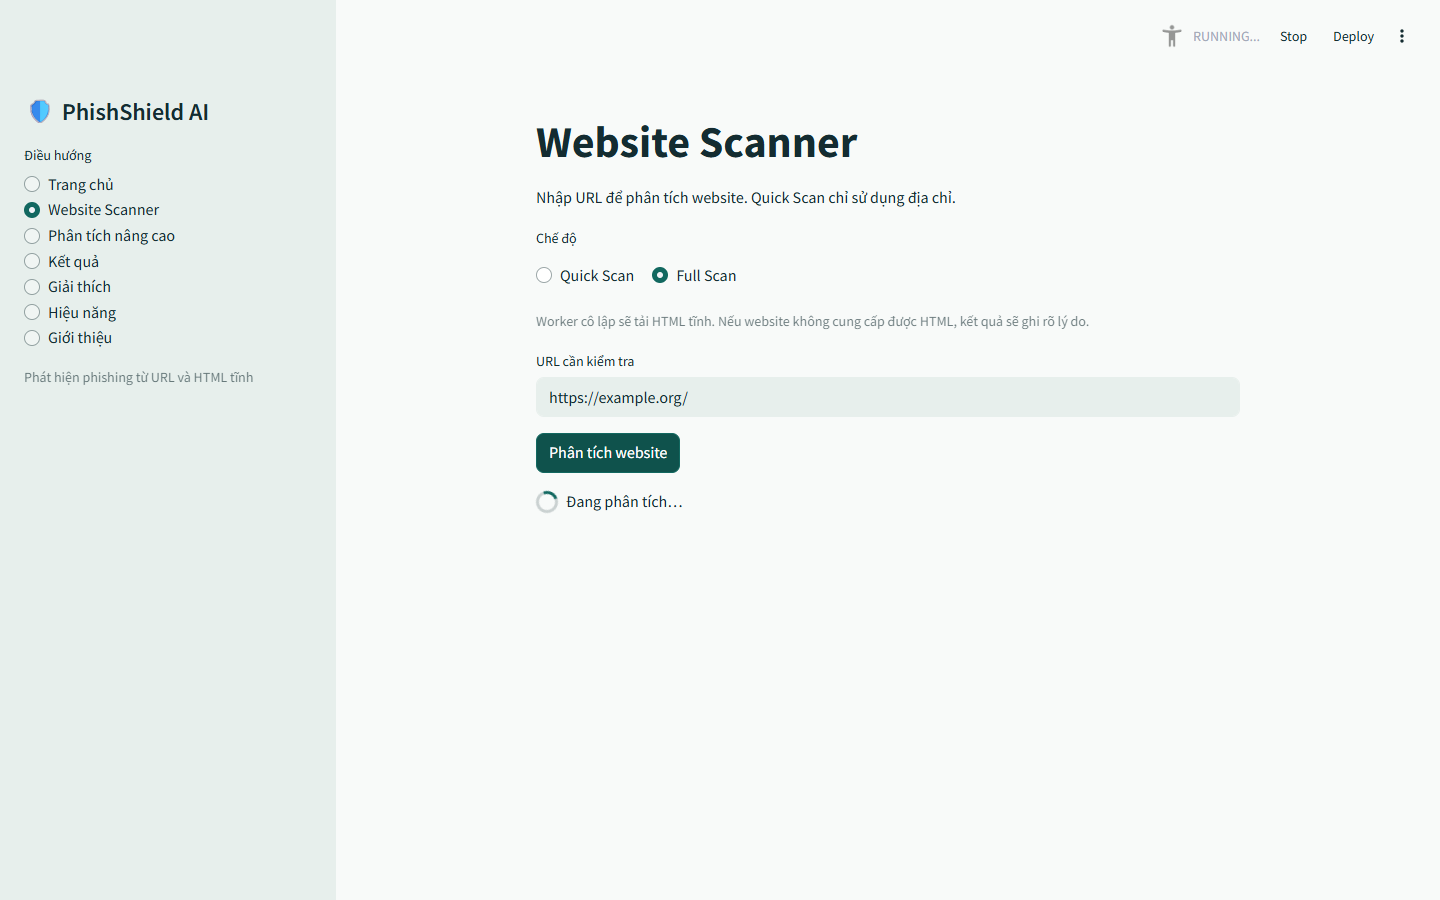 RUNNING...
Stop
Deploy
PhishShield AI
Điều hướng
Trang chủ
Website Scanner
Phân tích nâng cao
Kết quả
Giải thích
Hiệu năng
Giới thiệu
Phát hiện phishing từ URL và HTML tĩnh
Website Scanner
Nhập URL để phân tích website. Quick Scan chỉ sử dụng địa chỉ.
Chế độ
Quick Scan
Full Scan
Worker cô lập sẽ tải HTML tĩnh. Nếu website không cung cấp được HTML, kết quả sẽ ghi rõ lý do.
URL cần kiểm tra
https://example.org/
Phân tích website
Đang phân tích...